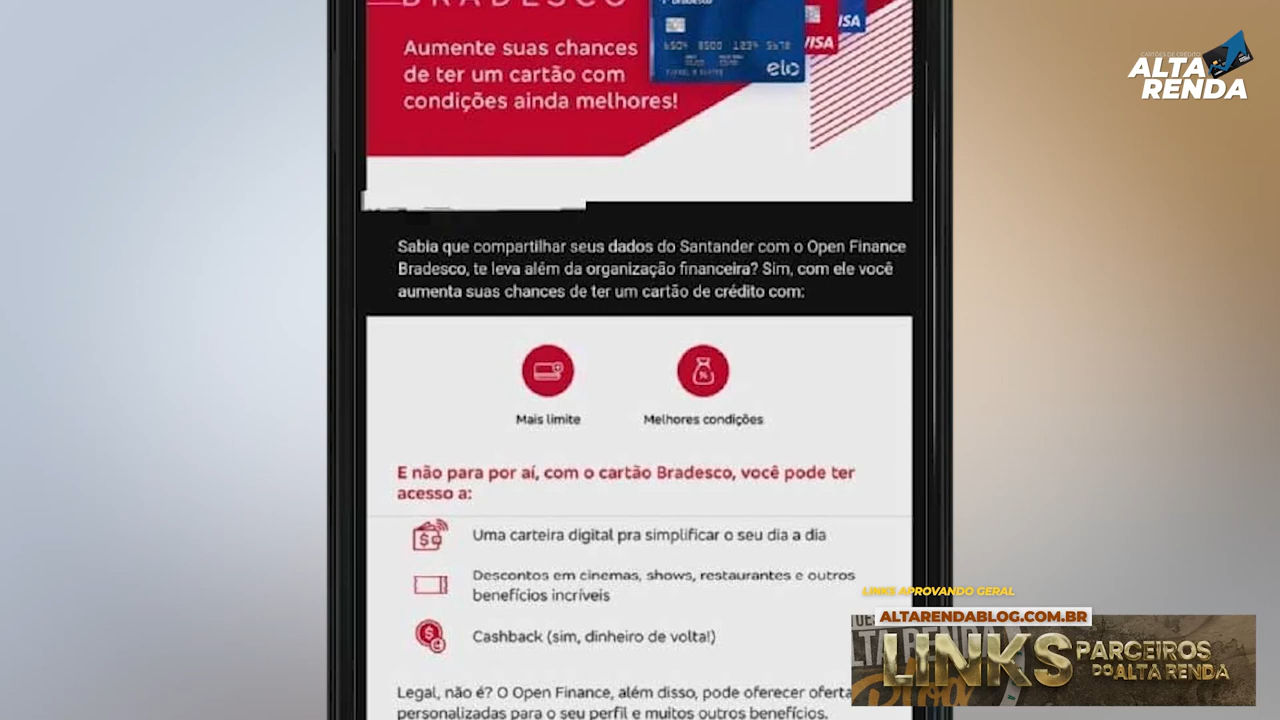 BRADESCO
Aumente suas chances
de ter um cartão com
condições ainda melhores!
bradesco
elo
VISA
VISA
CARTÕES DE CRÉDITO
ALTA
RENDA
Sabia que compartilhar seus dados do Santander com o Open Finance
Bradesco, te leva além da organização financeira? Sim, com ele você
aumenta suas chances de ter um cartão de crédito com:
Mais limite
Melhores condições
E não para por aí, com o cartão Bradesco, você pode ter
acesso a:
Uma carteira digital pra simplificar o seu dia a dia
Descontos em cinemas, shows, restaurantes e outros
benefícios incríveis
Cashback (sim, dinheiro de volta!)
Legal, não é? O Open Finance, além disso, pode oferecer oferta
personalizadas para o seu perfil e muitos outros benefícios.
LINKS APROVANDO GERAL
ALTARENDABLOG.COM.BR
LINKS
PARCEIROS
DO ALTA RENDA